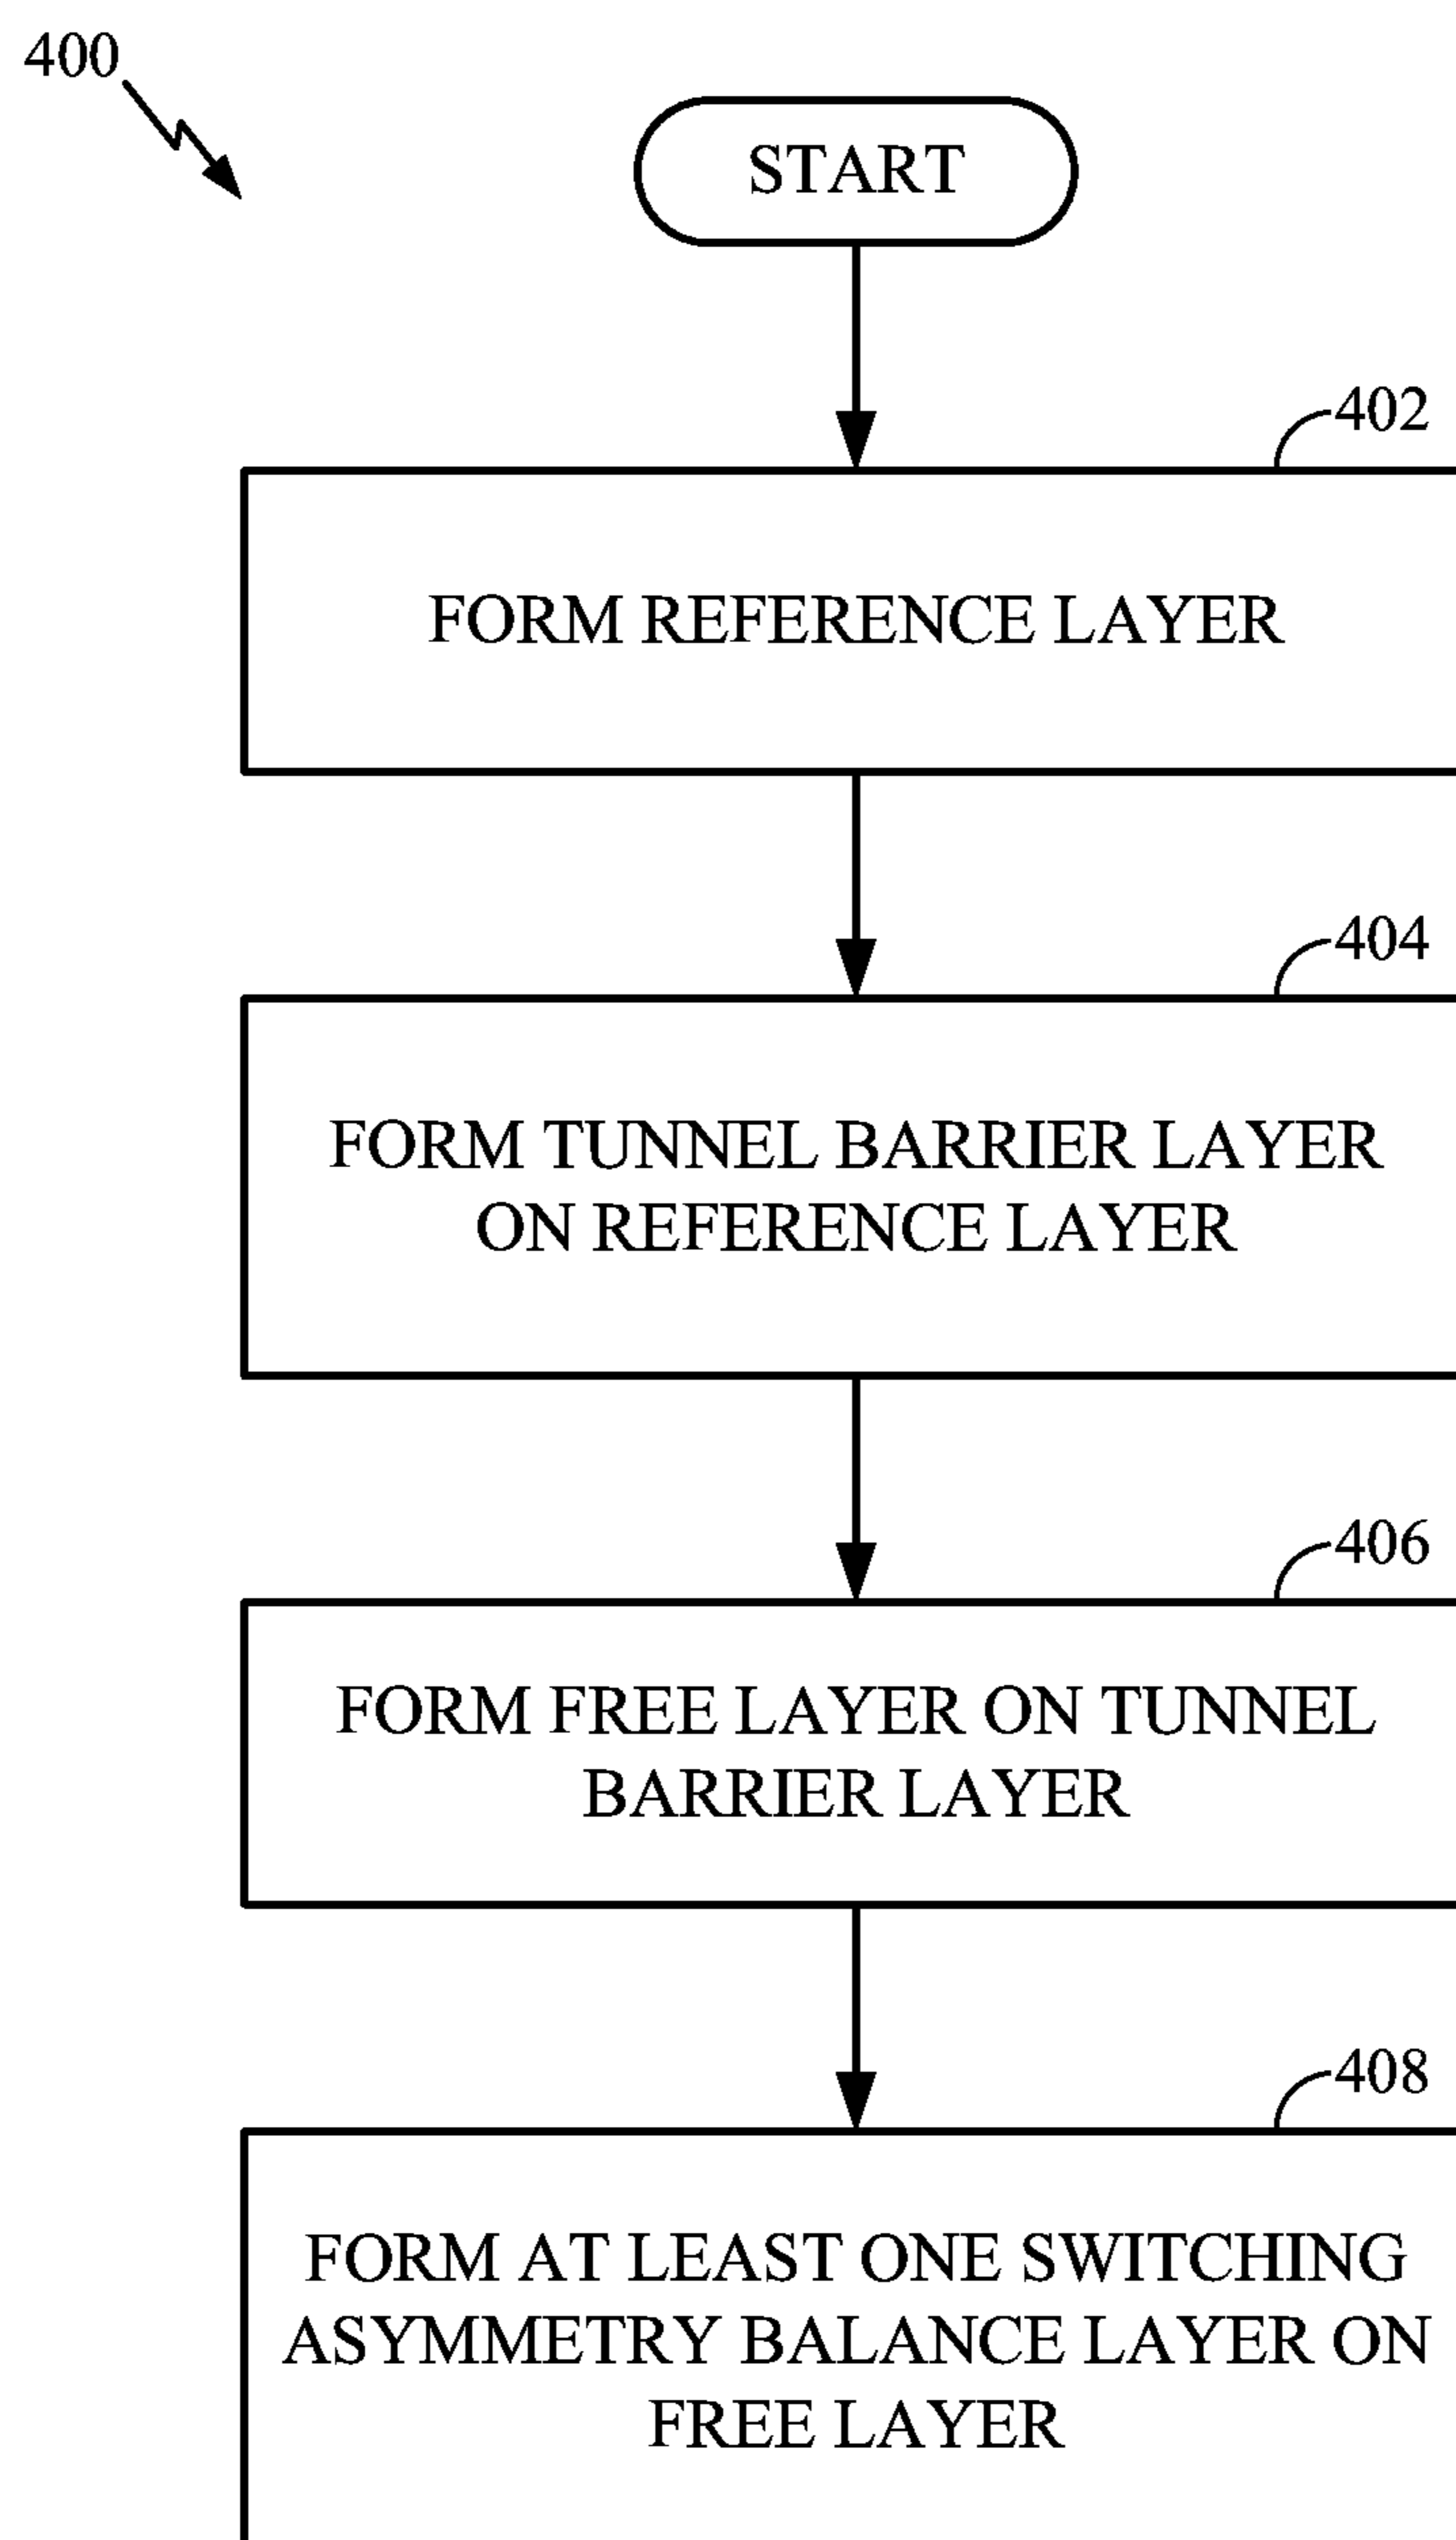 400
START
402
FORM REFERENCE LAYER
404
FORM TUNNEL BARRIER LAYER
ON REFERENCE LAYER
406
FORM FREE LAYER ON TUNNEL
BARRIER LAYER
408
FORM AT LEAST ONE SWITCHING
ASYMMETRY BALANCE LAYER ON
FREE LAYER